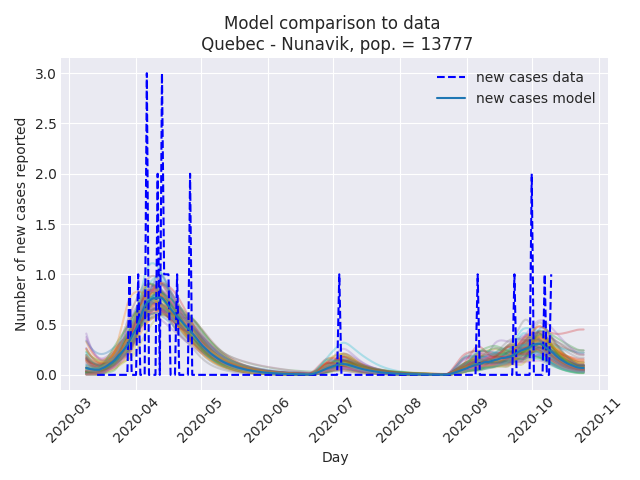 Model comparison to data
Quebec - Nunavik, pop. = 13777
new cases data
new cases model
Number of new cases reported
3.0
2.5
2.0
1.5
1.0
0.5
0.0
2020-03
2020-04
2020-05
2020-06
2020-07
2020-08
2020-09
2020-10
2020-11
Day